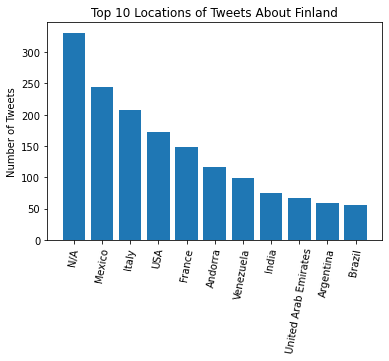 Top 10 Locations of Tweets About Finland
Number of Tweets
300
250
200
150
100
50
0
N/A
Mexico
Italy
USA
France
Andorra
Venezuela
India
United Arab Emirates
Argentina
Brazil